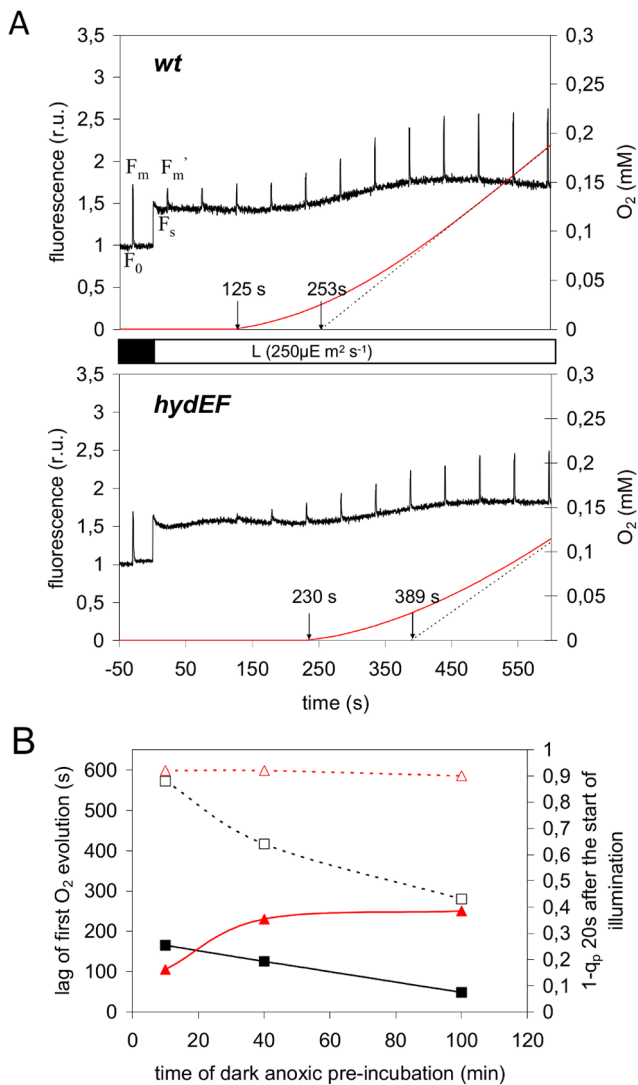 A
wt
3,5
3
2,5
2
1,5
1
0,5
0
fluorescence (r.u.)
0,3
0,25
0,2
0,15
0,1
0,05
0
O2 (mM)
Fm
Fm’
Fs
F0
125 s
253s
L (250µE m² s⁻¹)
hydEF
3,5
3
2,5
2
1,5
1
0,5
0
fluorescence (r.u.)
0,3
0,2
0,2
0,1
0,1
0,05
0
O2 (mM)
230 s
389 s
-50
50
150
250
350
450
550
time (s)
B
600
500
400
300
200
100
0
lag of first O2 evolution (s)
1
0,9
0,8
0,7
0,6
0,5
0,4
0,3
0,2
0,1
0
1-qp 20s after the start of
illumination
0
20
40
60
80
100
120
time of dark anoxic pre-incubation (min)